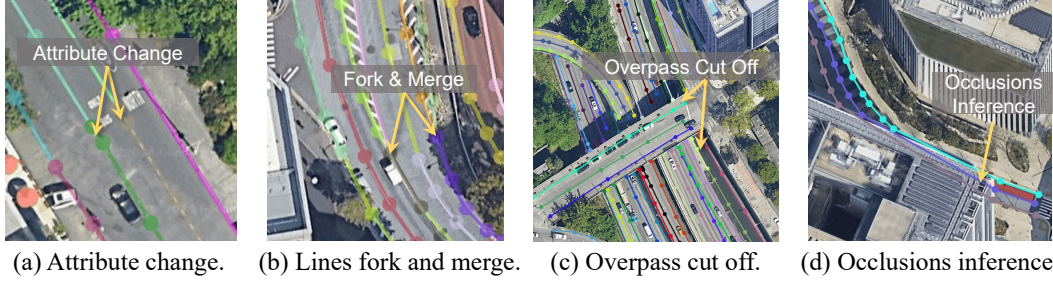 Attribute Change
Fork & Merge
Overpass Cut Off
Occlusions
Inference
(a) Attribute change.
(b) Lines fork and merge.
(c) Overpass cut off.
(d) Occlusions inference